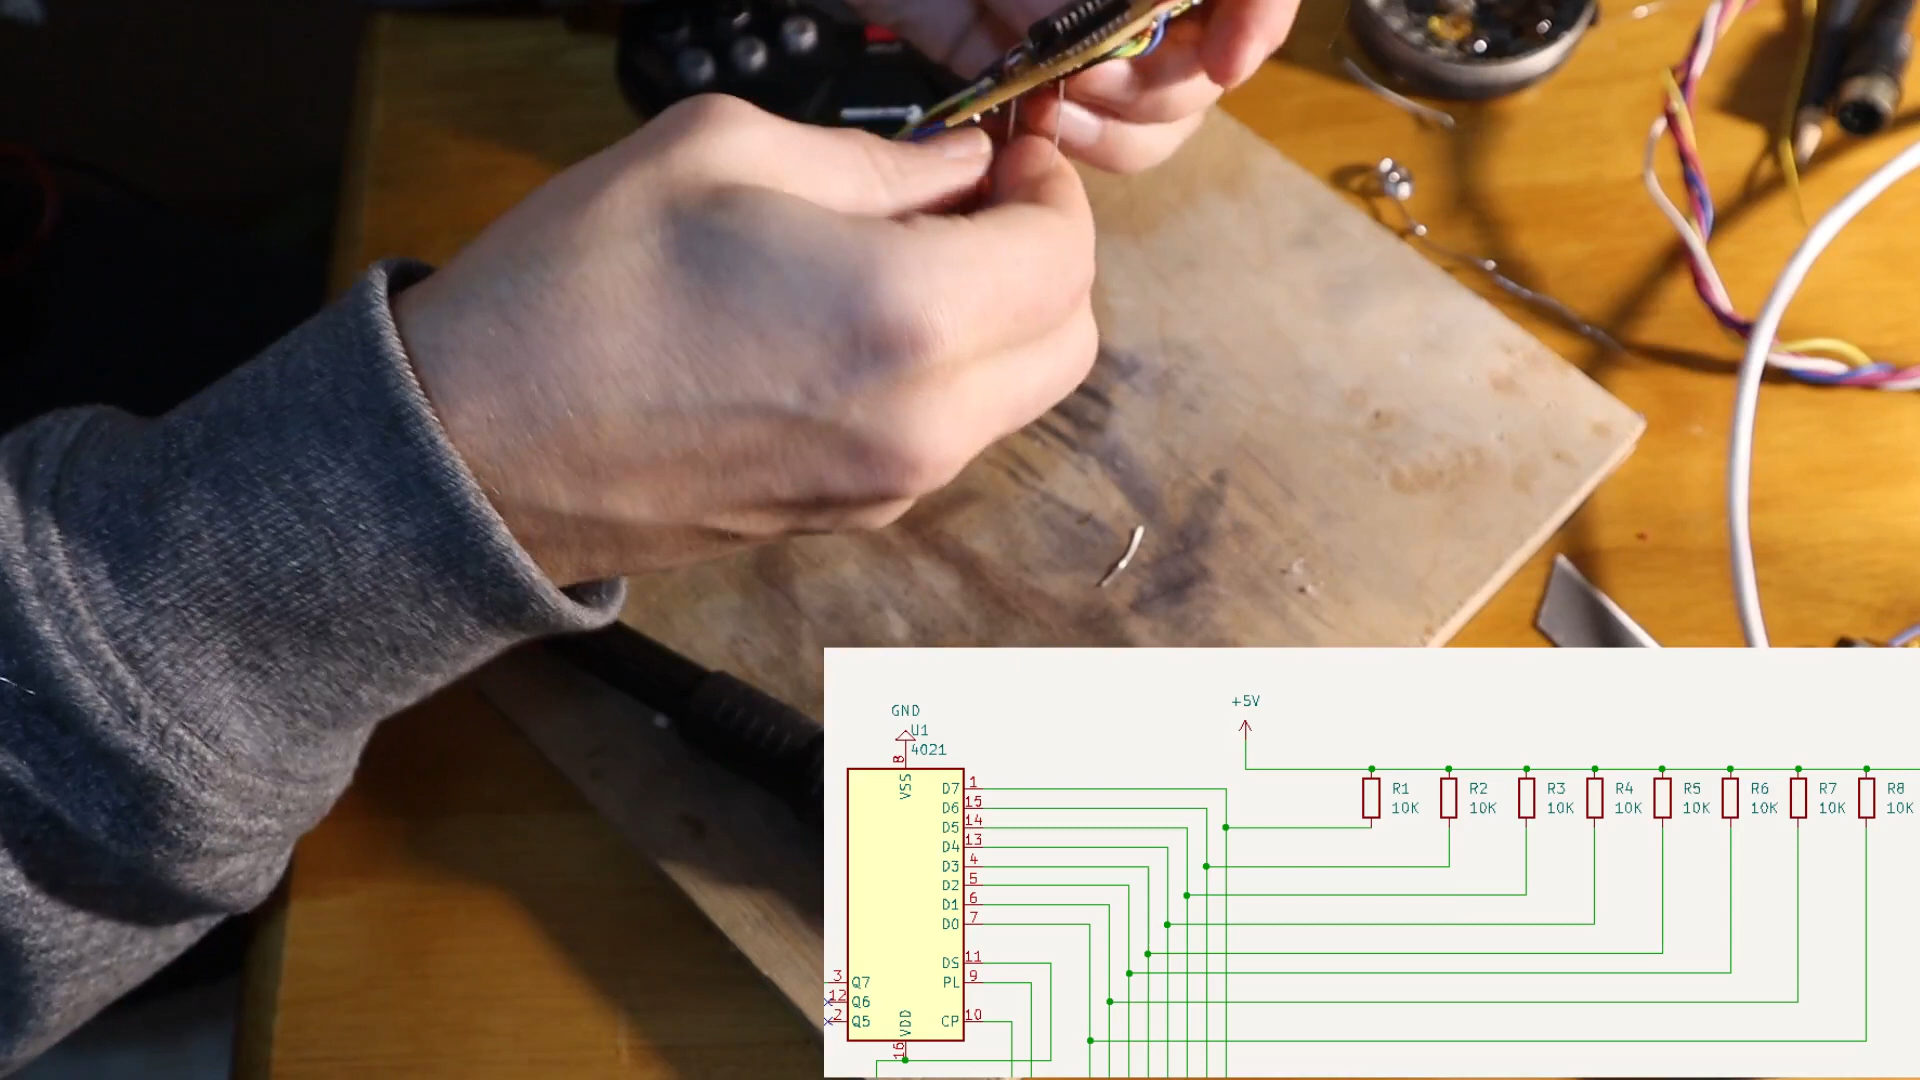 GND
U1
4021
8
VSS
D7 1
D6 15
D5 14
D4 13
D3 4
D2 5
D1 6
D0 7
DS 11
PL 9
CP 10
3 Q7
12 Q6
2 Q5
VDD
16
+5V
R1
10K
R2
10K
R3
10K
R4
10K
R5
10K
R6
10K
R7
10K
R8
10K